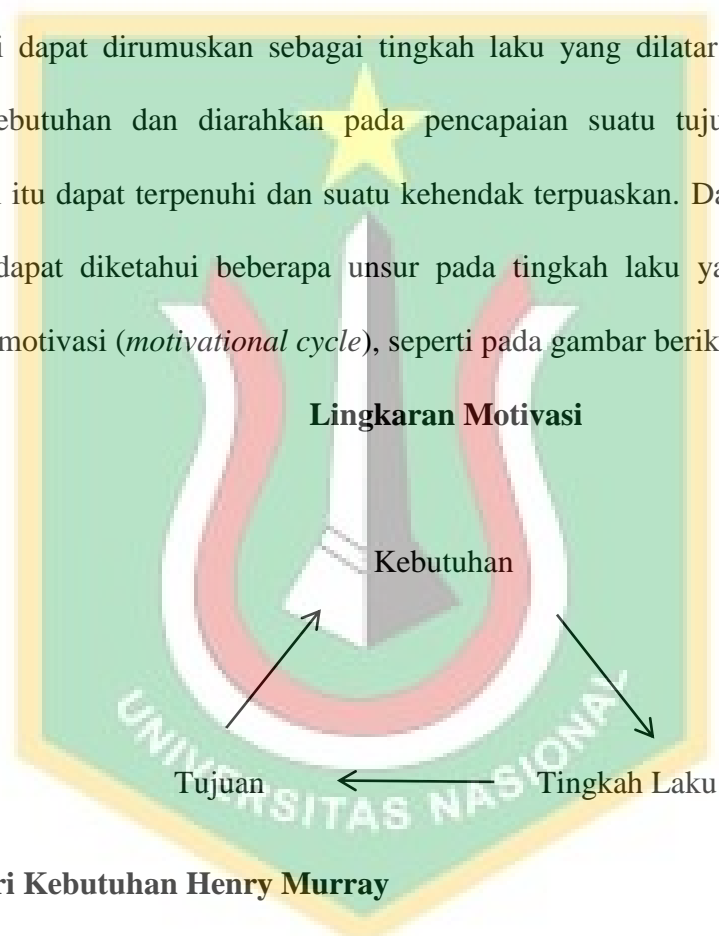 i dapat dirumuskan sebagai tingkah laku yang dilatar
ebutuhan dan diarahkan pada pencapaian suatu tuju
itu dapat terpenuhi dan suatu kehendak terpuaskan. Da
dapat diketahui beberapa unsur pada tingkah laku ya
motivasi (motivational cycle), seperti pada gambar berik
Lingkaran Motivasi
Kebutuhan
Tujuan
Tingkah Laku
UNIVERSITAS NASIONAL
ri Kebutuhan Henry Murray